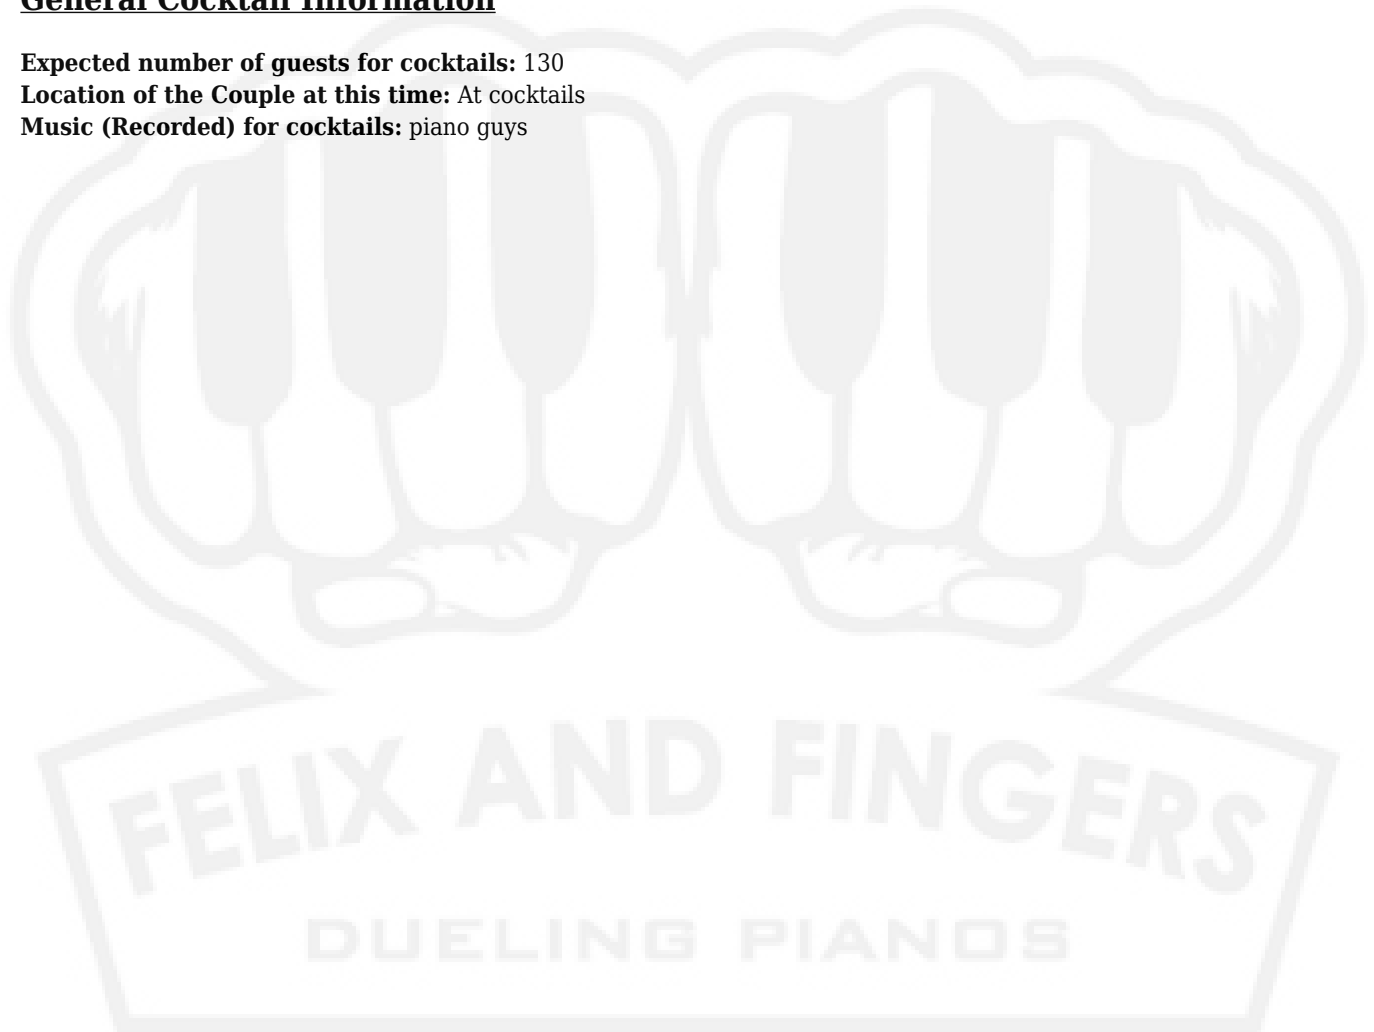 General Cocktail Information
Expected number of guests for cocktails: 130
Location of the Couple at this time: At cocktails
Music (Recorded) for cocktails: piano guys
FELIX AND FINGERS
DUELING PIANOS